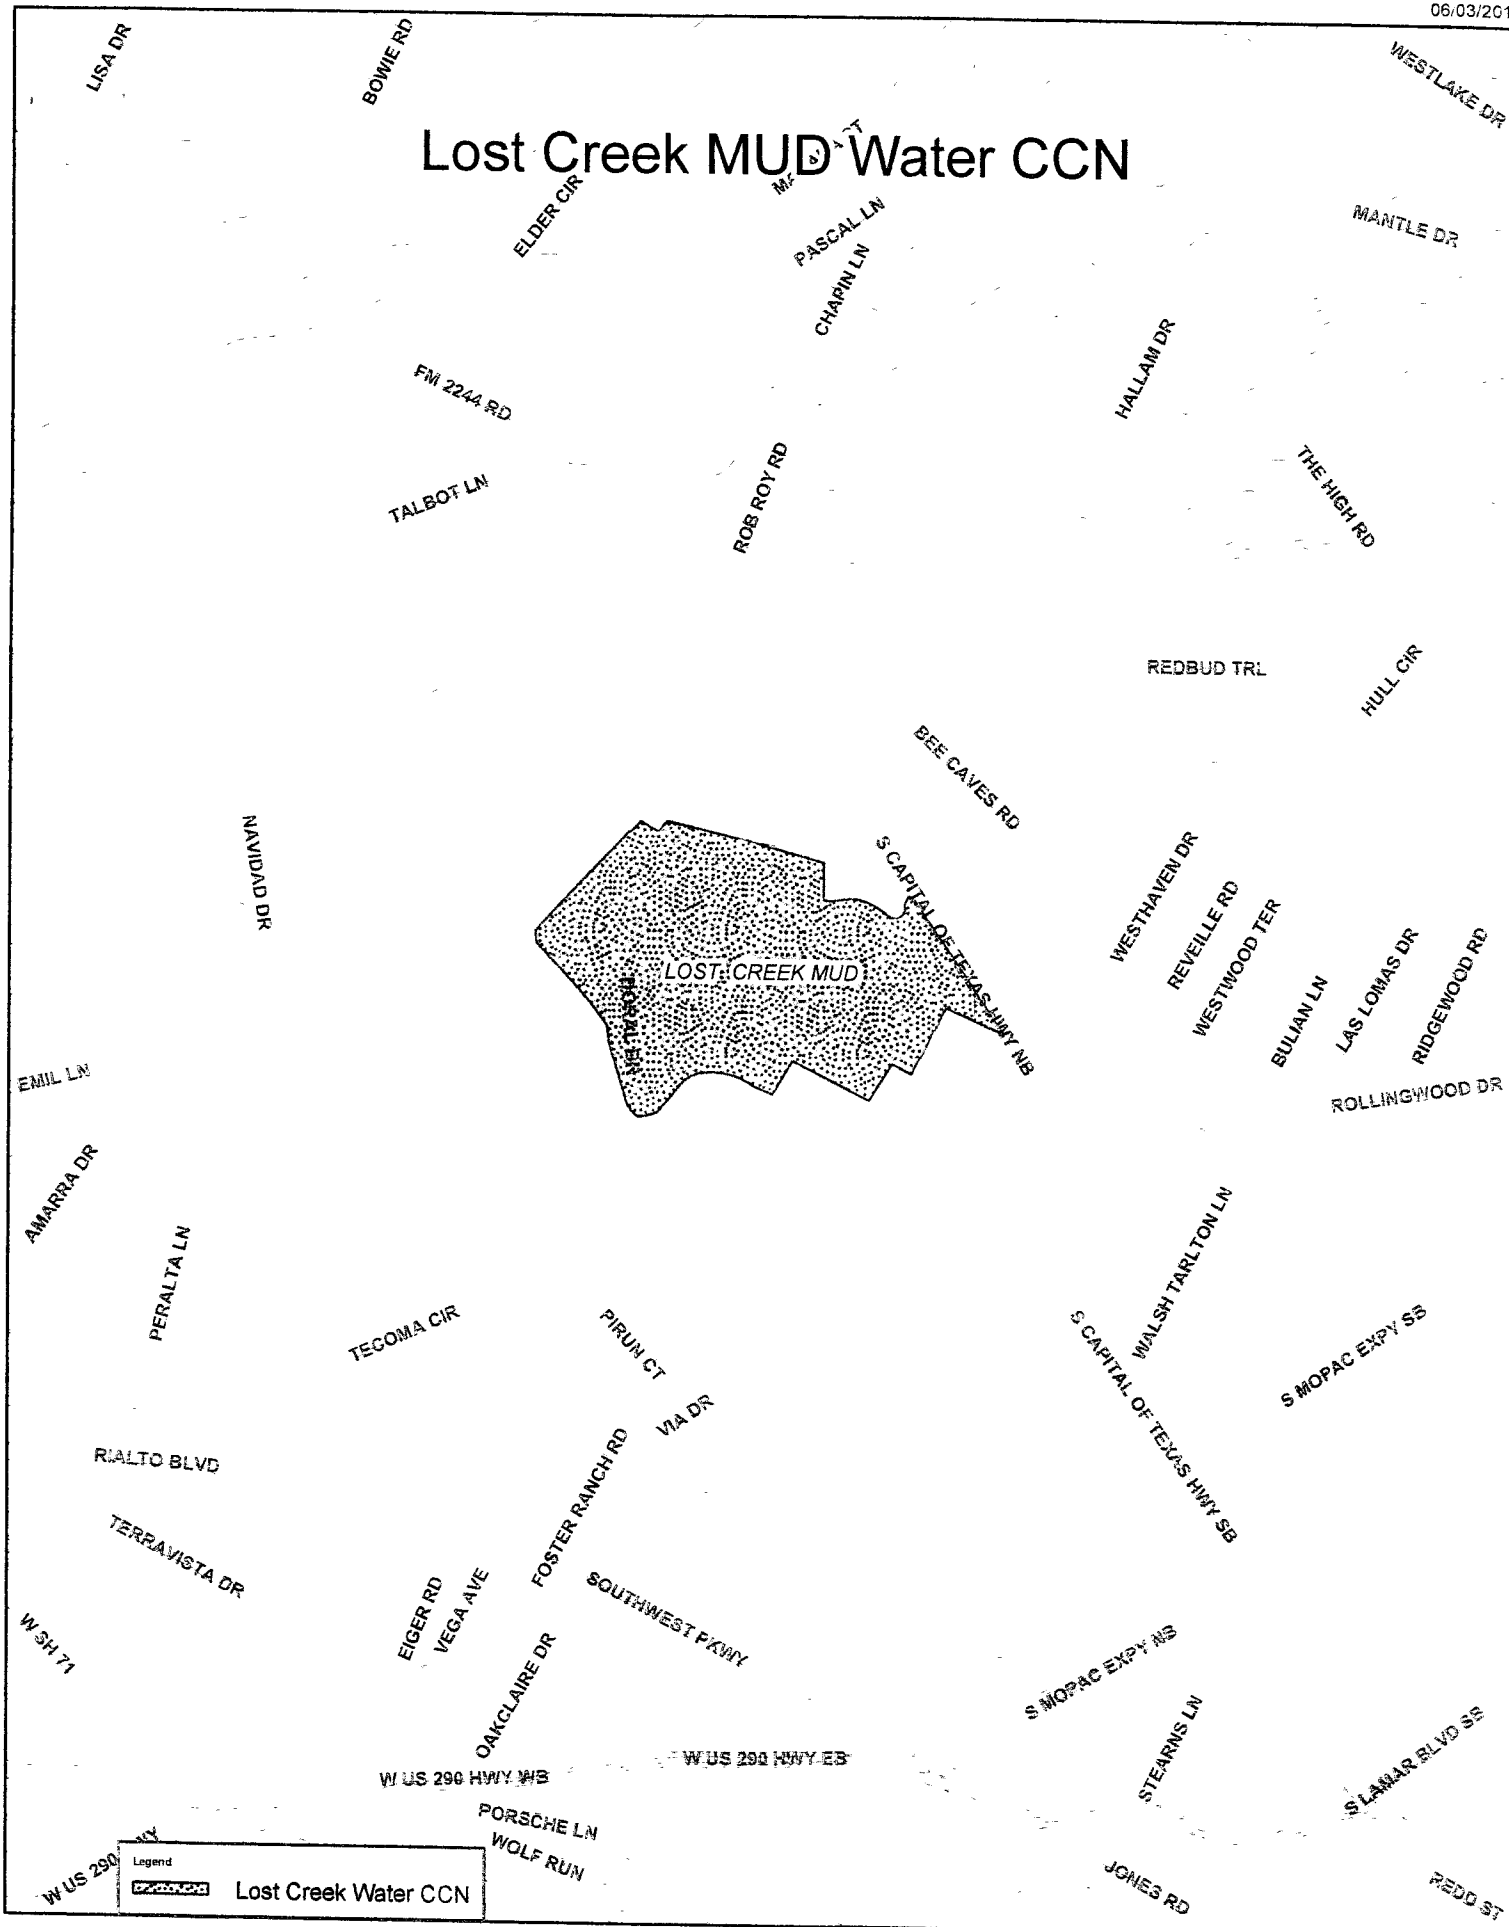 06/03/201
LISA DR
BOWIE RD
WESTLAKE DR
Lost Creek MUD Water CCN
ELDER CIR
PASCAL LN
CHAPIN LN
MANTLE DR
FM 2244 RD
HALLAM DR
TALBOT LN
ROB ROY RD
THE HIGH RD
REDBUD TRL
HULL CIR
BEE CAVES RD
NAVIDAD DR
S CAPITAL OF TEXAS HWY NB
WESTHAVEN DR
REVEILLE RD
WESTWOOD TER
LOST CREEK MUD
BULIAN LN
LAS LOMAS DR
RIDGEWOOD RD
EMIL LN
ROLLINGWOOD DR
AMARRA DR
PERALTA LN
TECOMA CIR
PIRUN CT
VIA DR
WALSH TARLTON LN
S CAPITAL OF TEXAS HWY SB
S MOPAC EXPY SB
RIALTO BLVD
TERRAVISTA DR
FOSTER RANCH RD
EIGER RD
VEGA AVE
SOUTHWEST PKWY
W SH 71
OAKCLAIRE DR
S MOPAC EXPY NB
STEARNS LN
S LAMAR BLVD SB
W US 290 HWY EB
W US 290 HWY WB
PORSCHE LN
WOLF RUN
W US 290
Legend
Lost Creek Water CCN
JONES RD
REDD ST